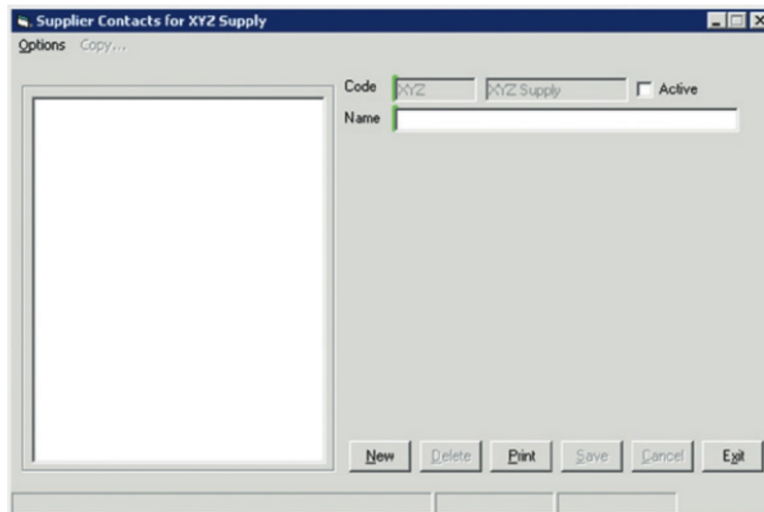 Supplier Contacts for XYZ Supply
Options Copy...
Code XYZ XYZ Supply Active
Name
New Delete Print Save Cancel Exit